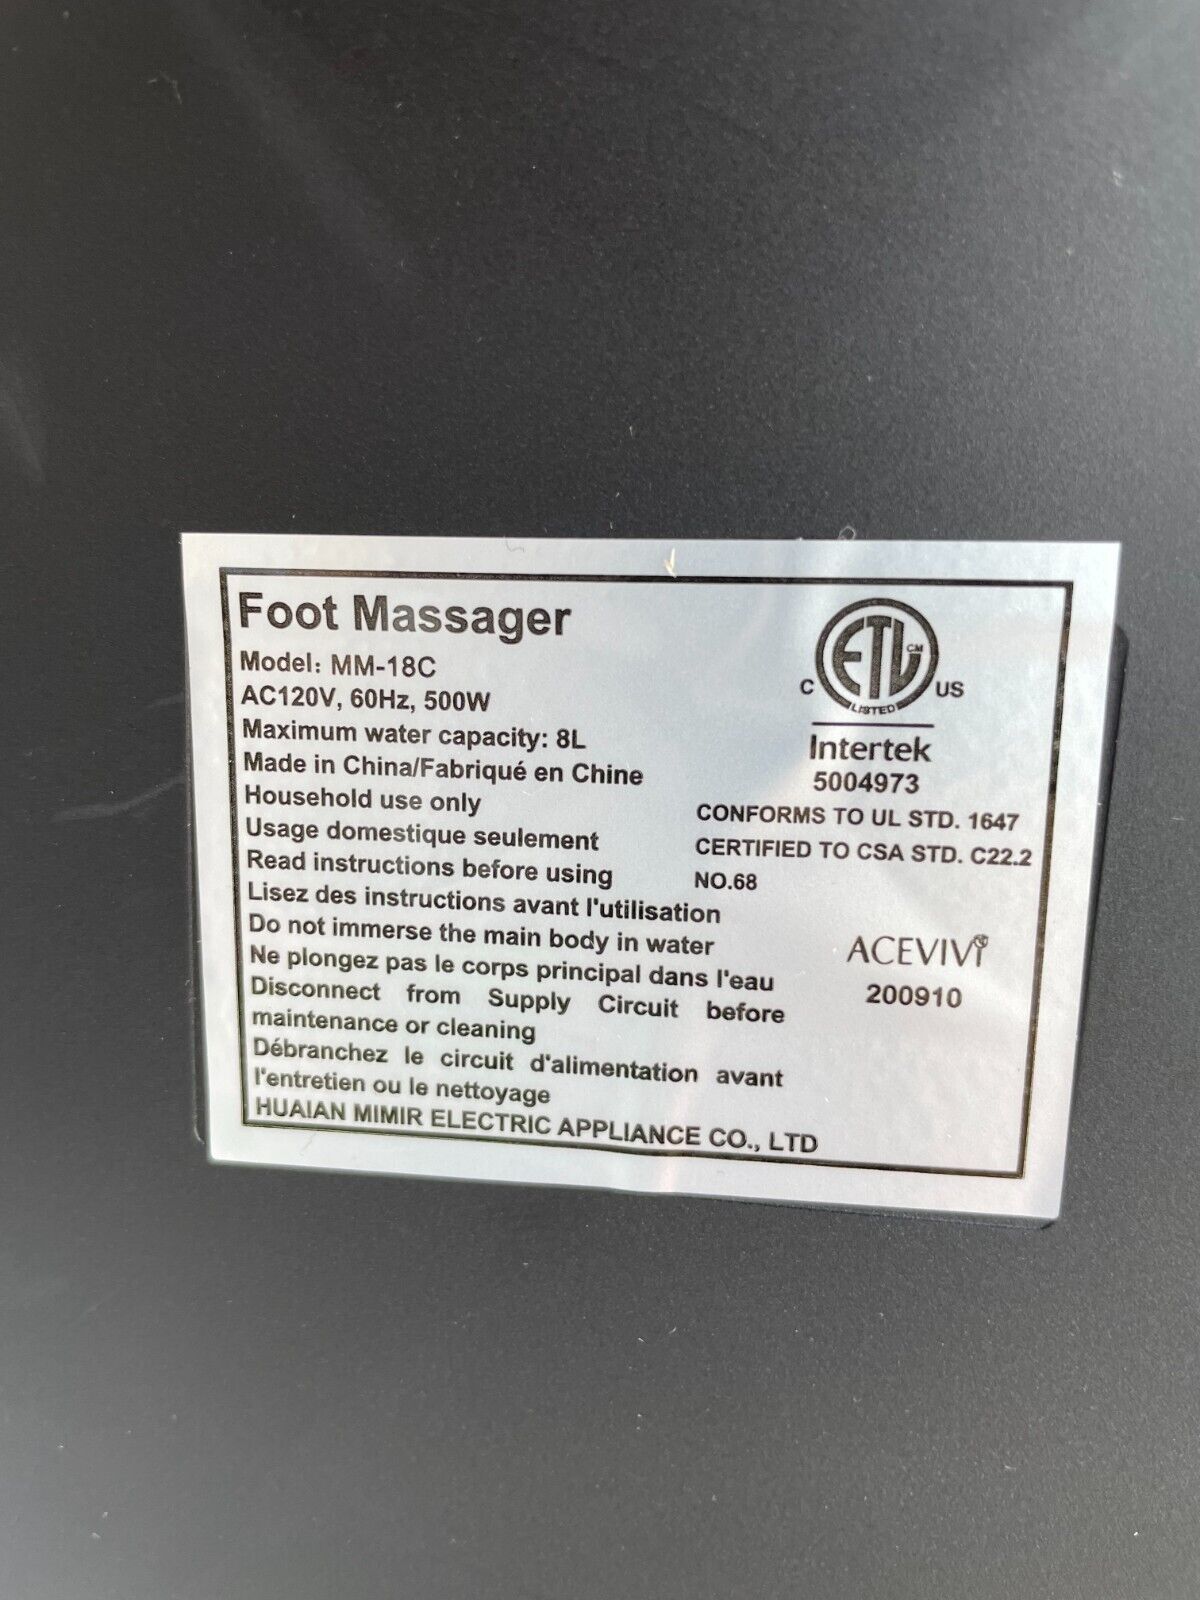 Foot Massager
Model: MM-18C
AC120V, 60Hz, 500W
Maximum water capacity: 8L
Made in China/Fabriqué en Chine
Household use only
Usage domestique seulement
Read instructions before using
Lisez des instructions avant l'utilisation
Do not immerse the main body in water
Ne plongez pas le corps principal dans l'eau
Disconnect from Supply Circuit before
maintenance or cleaning
Débranchez le circuit d'alimentation avant
l'entretien ou le nettoyage
HUAIAN MIMIR ELECTRIC APPLIANCE CO., LTD
ETL CM
C US
LISTED
Intertek
5004973
CONFORMS TO UL STD. 1647
CERTIFIED TO CSA STD. C22.2
NO.68
ACEVIVI
200910